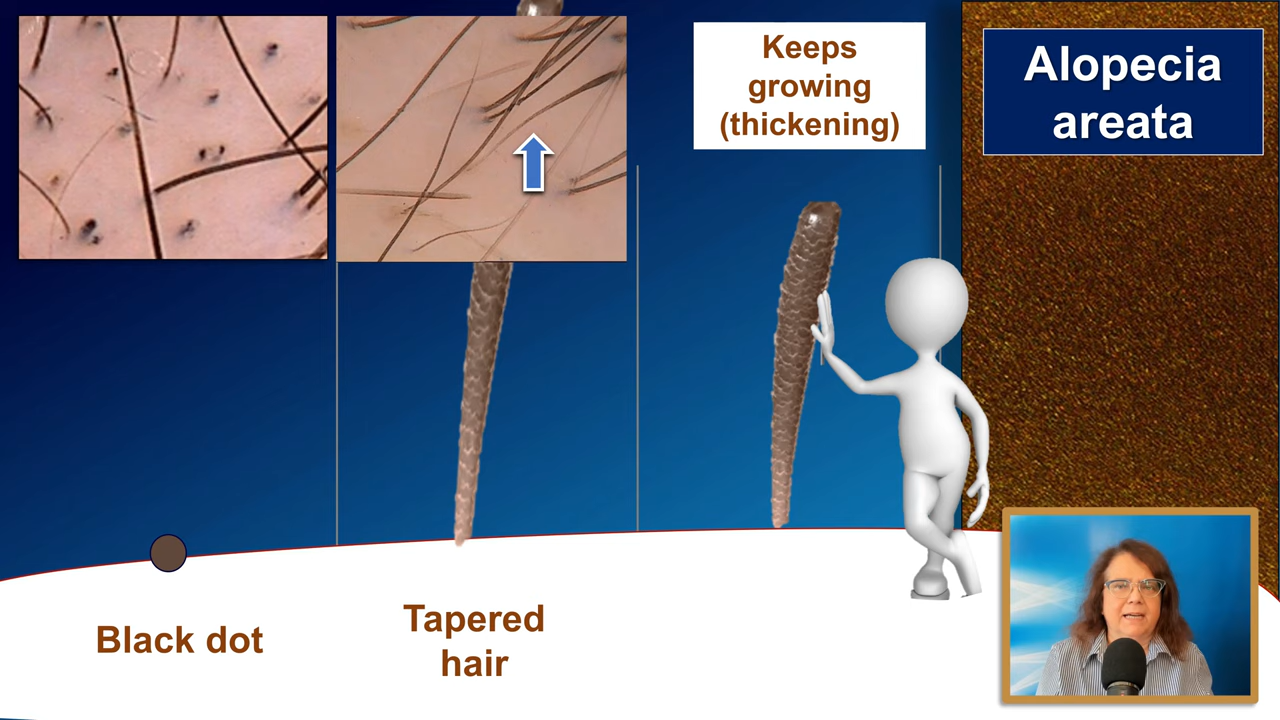 Keeps
growing
(thickening)
Alopecia
areata
Black dot
Tapered
hair